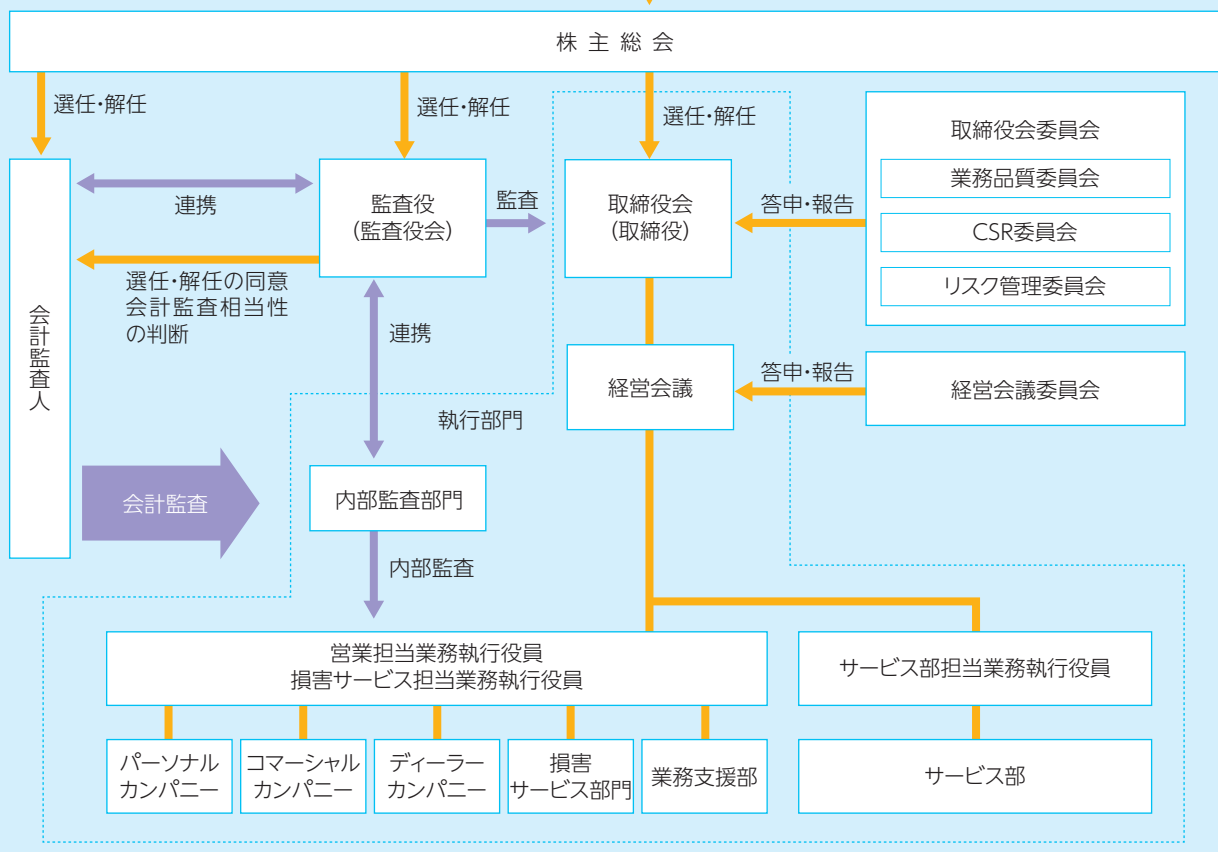 株主総会
選任・解任
選任・解任
選任・解任
取締役会委員会
業務品質委員会
CSR委員会
リスク管理委員会
連携
監査役
(監査役会)
監査
取締役会
(取締役)
答申・報告
選任・解任の同意
会計監査相当性
の判断
会計監査人
連携
経営会議
答申・報告
経営会議委員会
執行部門
会計監査
内部監査部門
内部監査
営業担当業務執行役員
損害サービス担当業務執行役員
サービス部担当業務執行役員
パーソナル
カンパニー
コマーシャル
カンパニー
ディーラー
カンパニー
損害
サービス部門
業務支援部
サービス部